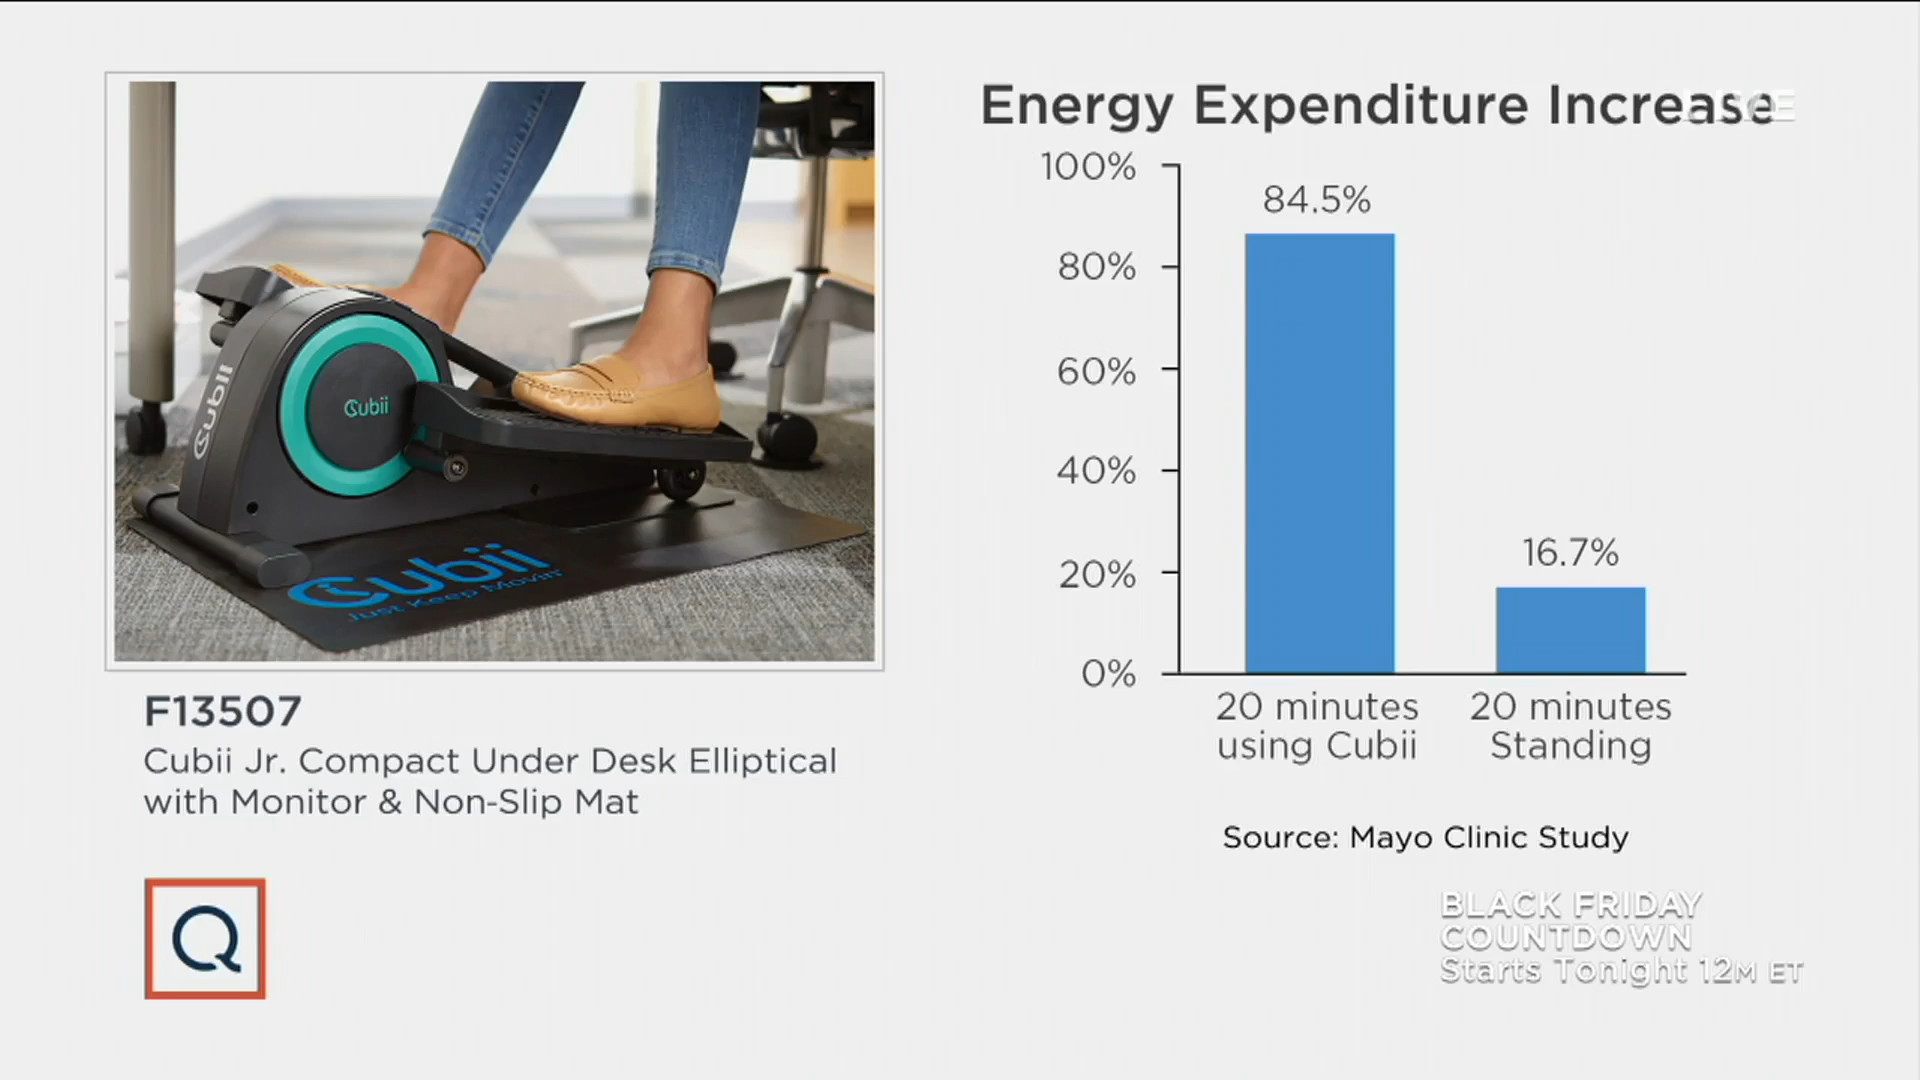 Energy Expenditure Increase
100%
80%
60%
40%
20%
0%
84.5%
16.7%
20 minutes
using Cubii
20 minutes
Standing
Source: Mayo Clinic Study
Cubii
Cubii
Cubii
Just Keep Movin'
F13507
Cubii Jr. Compact Under Desk Elliptical
with Monitor & Non-Slip Mat
Q
BLACK FRIDAY
COUNTDOWN
Starts Tonight 12M ET